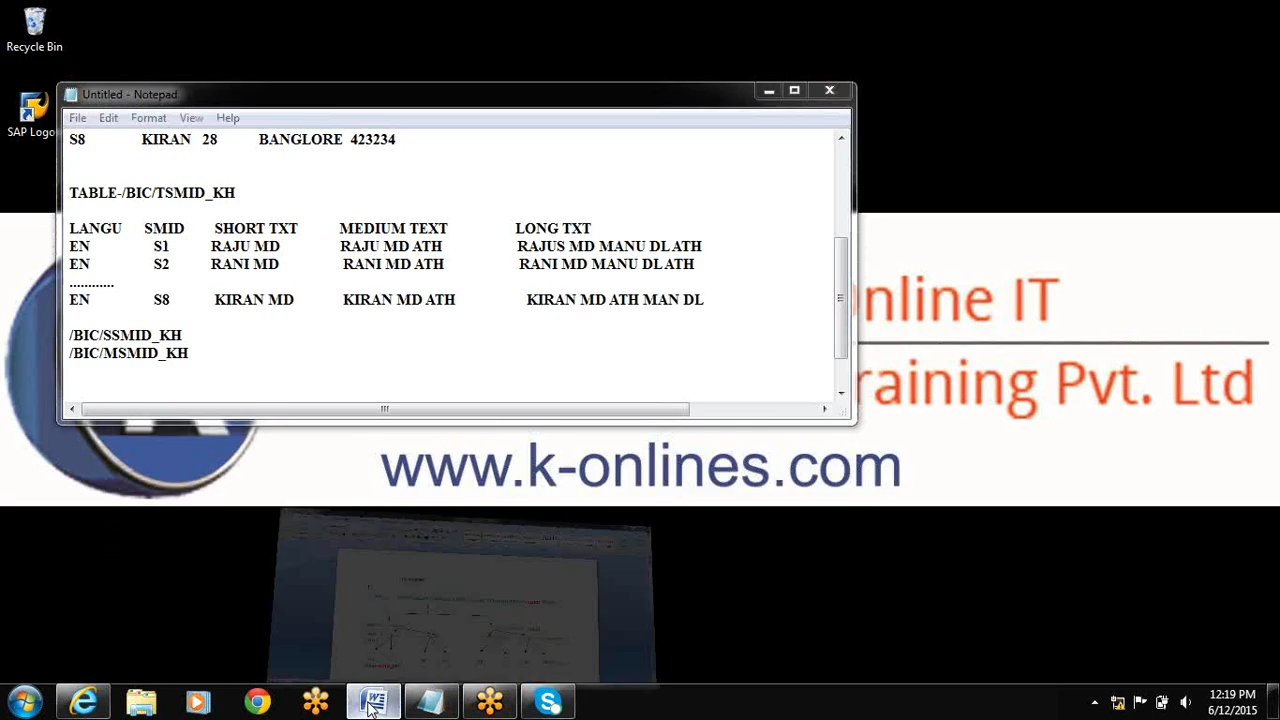 Recycle Bin
SAP Logo
Untitled - Notepad
File Edit Format View Help
S8 KIRAN 28 BANGLORE 423234
TABLE-/BIC/TSMID_KH
LANGU SMID SHORT TXT MEDIUM TEXT LONG TXT
EN S1 RAJU MD RAJU MD ATH RAJUS MD MANU DLATH
EN S2 RANI MD RANI MD ATH RANI MD MANU DLATH
............
EN S8 KIRAN MD KIRAN MD ATH KIRAN MD ATH MAN DL
/BIC/SSMID_KH
/BIC/MSMID_KH
nline IT
raining Pvt. Ltd
www.k-onlines.com
12:19 PM
6/12/2015